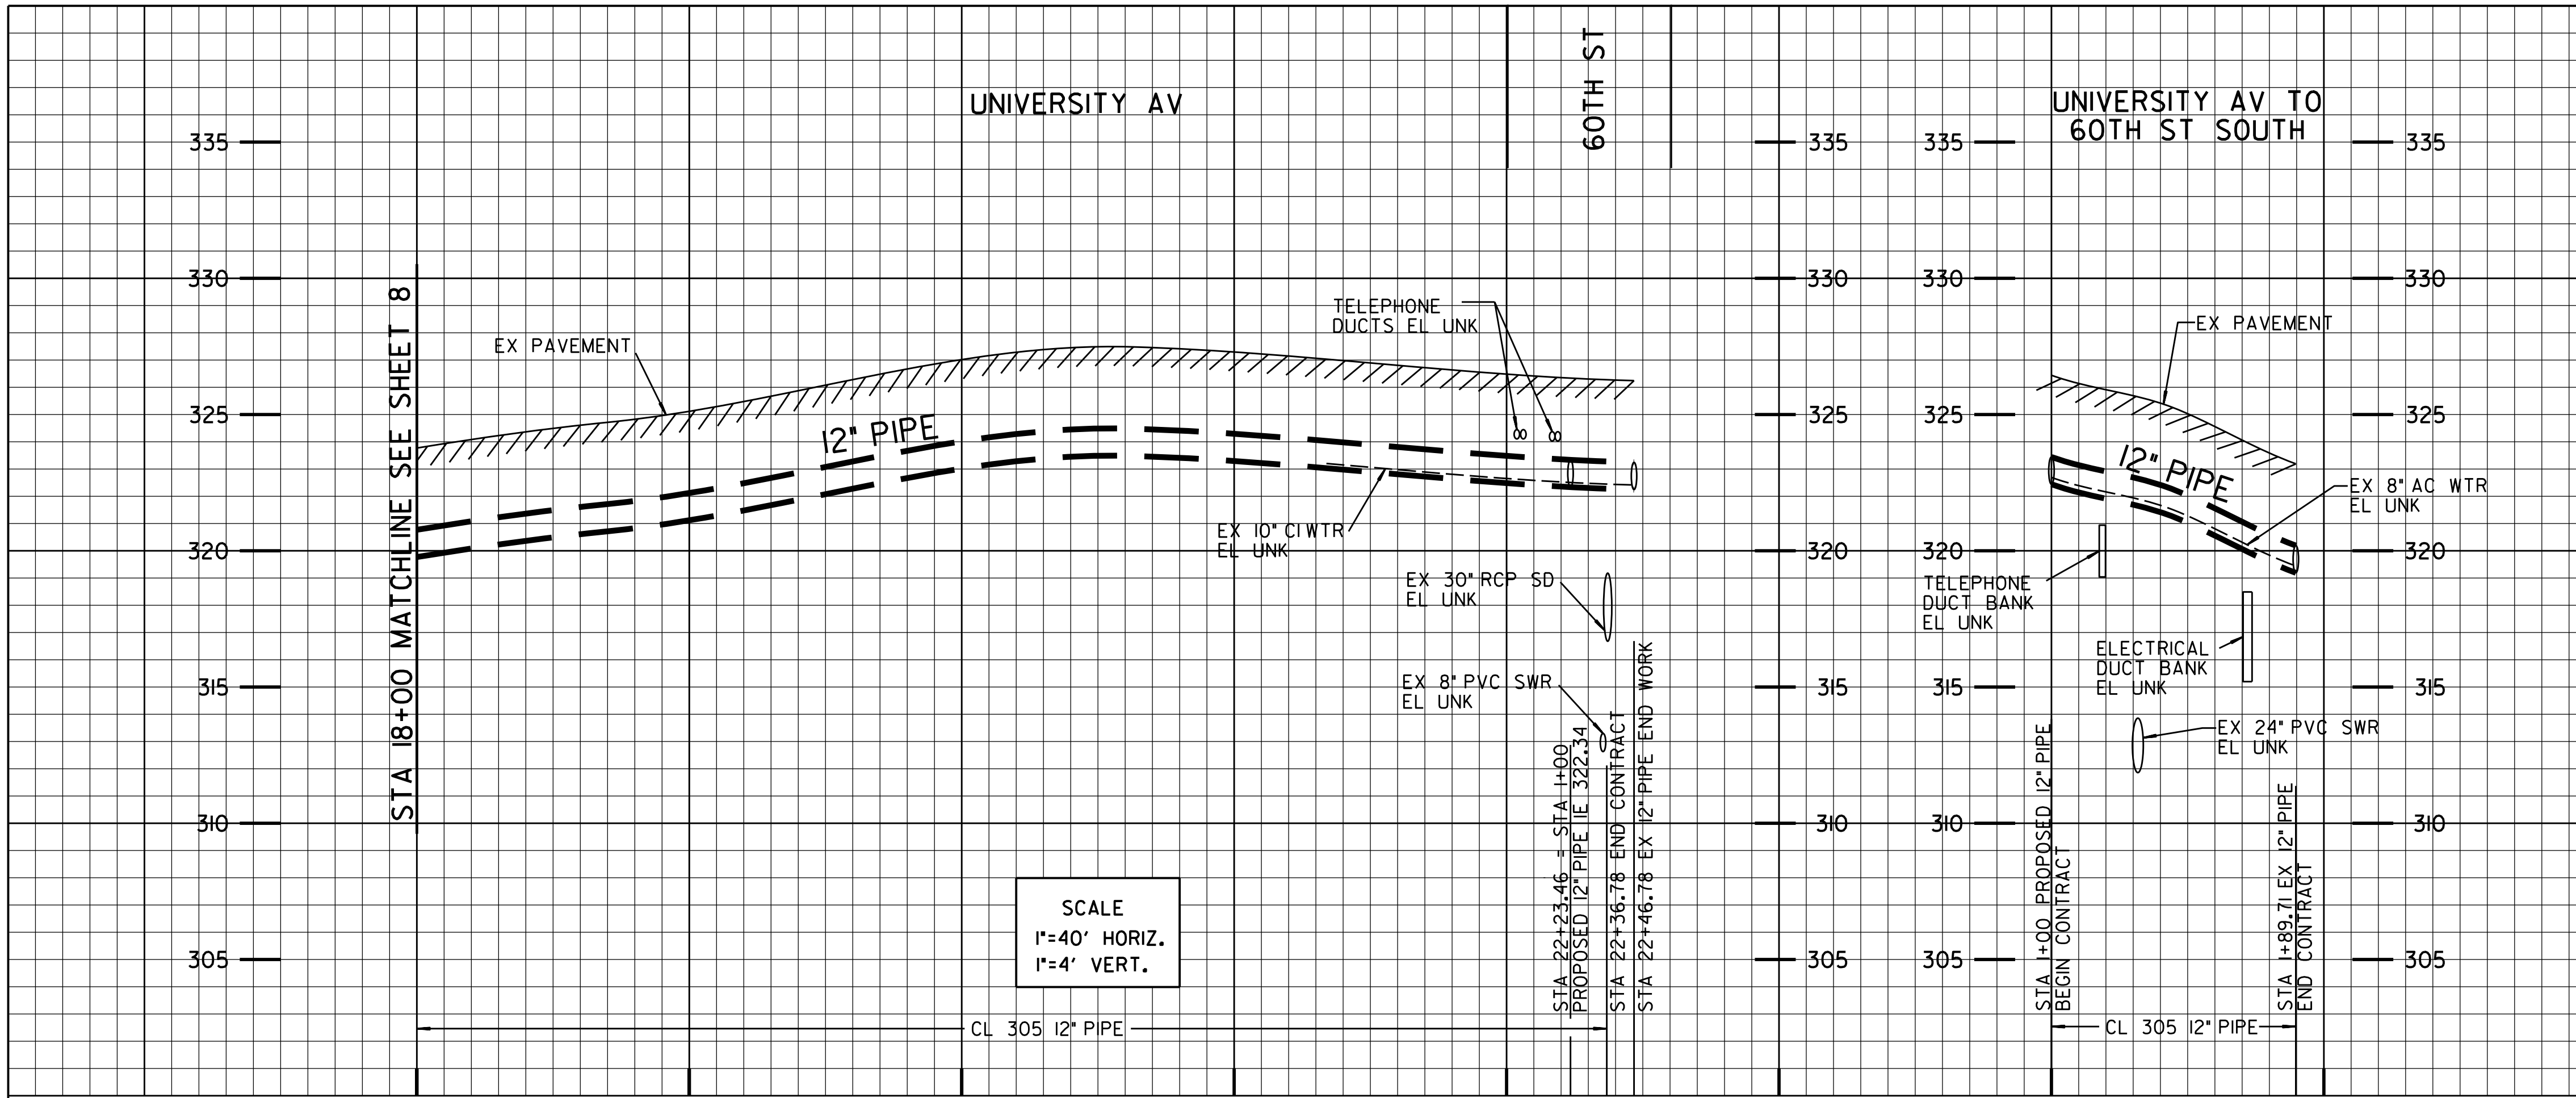 UNIVERSITY AV
60TH ST
UNIVERSITY AV TO
60TH ST SOUTH
335
335
335
335
330
330
330
330
325
325
325
325
320
320
320
320
315
315
315
315
310
310
310
310
305
305
305
305
STA 18+00 MATCHLINE SEE SHEET 8
EX PAVEMENT
12" PIPE
TELEPHONE
DUCTS EL UNK
EX 10" CI WTR
EL UNK
EX 30" RCP SD
EL UNK
EX 8" PVC SWR
EL UNK
STA 22+23.46 = STA 1+00
PROPOSED 12" PIPE IE 322.34
STA 22+36.78 END CONTRACT
STA 22+46.78 EX 12" PIPE END WORK
SCALE
1"=40' HORIZ.
1"=4' VERT.
CL 305 12" PIPE
EX PAVEMENT
12" PIPE
EX 8" AC WTR
EL UNK
TELEPHONE
DUCT BANK
EL UNK
ELECTRICAL
DUCT BANK
EL UNK
EX 24" PVC SWR
EL UNK
STA 1+00 PROPOSED 12" PIPE
BEGIN CONTRACT
STA 1+89.71 EX 12" PIPE
END CONTRACT
CL 305 12" PIPE